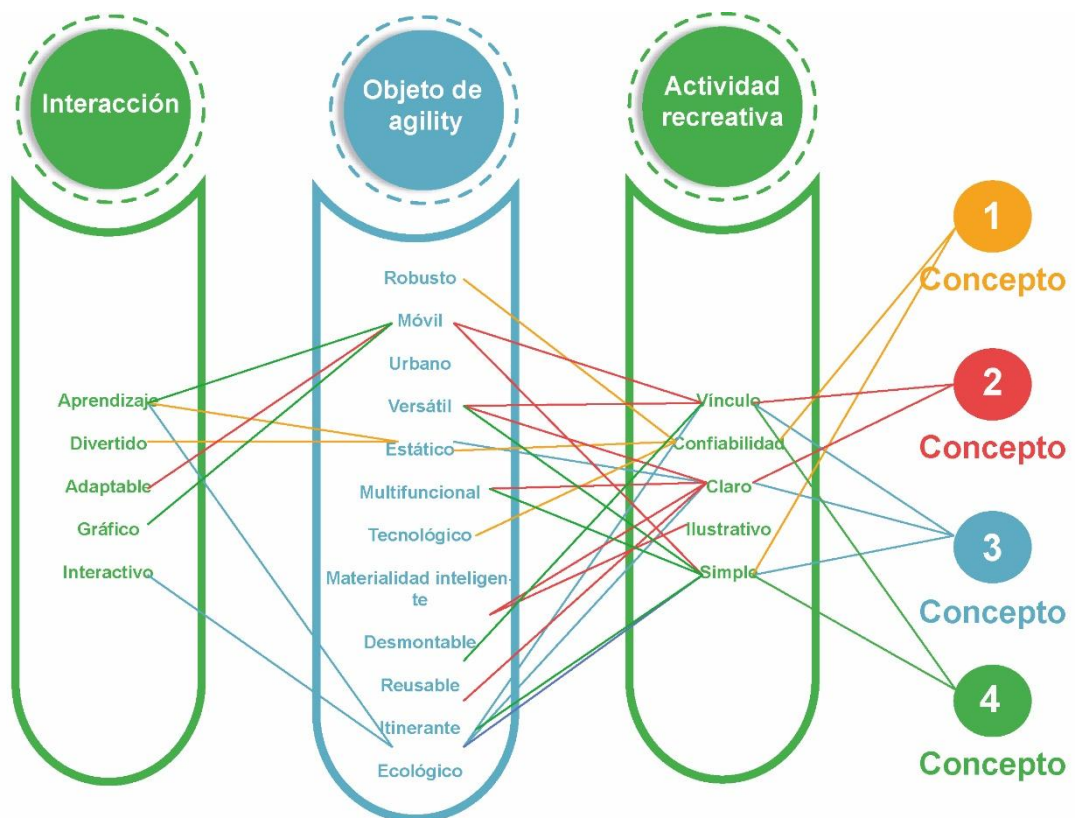 Interacción
Aprendizaje
Divertido
Adaptable
Gráfico
Interactivo
Objeto de
agility
Robusto
Móvil
Urbano
Versátil
Estático
Multifuncional
Tecnológico
Materialidad inteligen-
te
Desmontable
Reusable
Itinerante
Ecológico
Actividad
recreativa
Vínculo
Confiabilidad
Claro
Ilustrativo
Simple
1
Concepto
2
Concepto
3
Concepto
4
Concepto